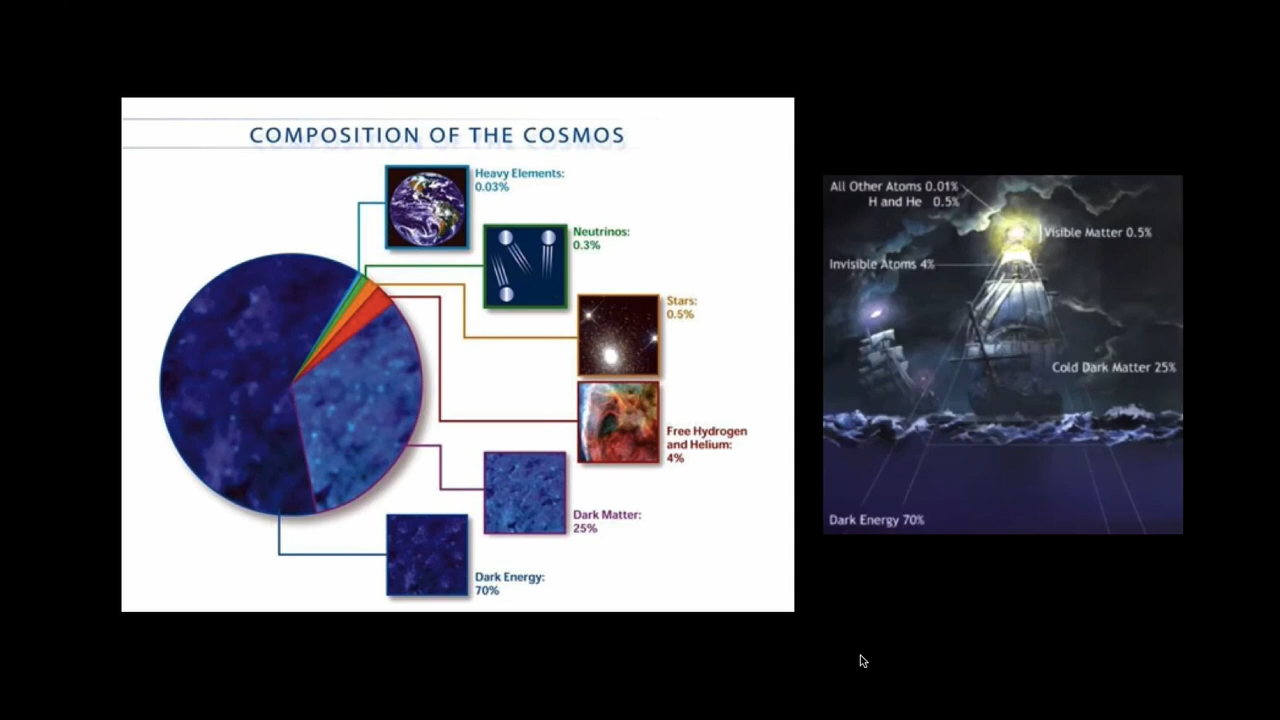 COMPOSITION OF THE COSMOS
Heavy Elements:
0.03%
Neutrinos:
0.3%
Stars:
0.5%
Free Hydrogen
and Helium:
4%
Dark Matter:
25%
Dark Energy:
70%
All Other Atoms 0.01%
H and He 0.5%
Visible Matter 0.5%
Invisible Atoms 4%
Cold Dark Matter 25%
Dark Energy 70%